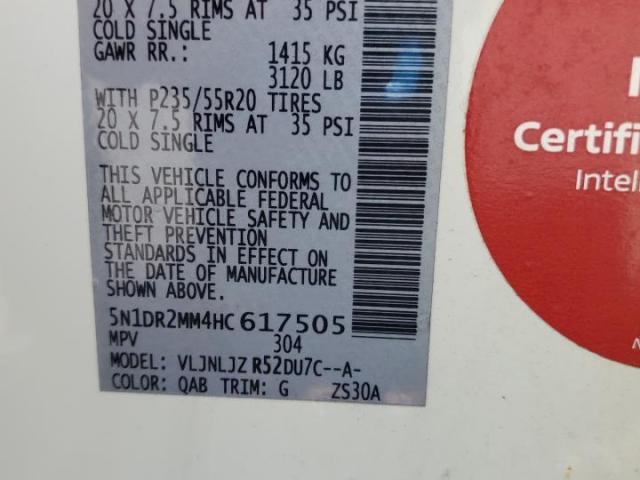 20 X 7.5 RIMS AT 35 PSI
COLD SINGLE
GAWR RR.: 1415 KG
3120 LB
WITH P235/55R20 TIRES
20 X 7.5 RIMS AT 35 PSI
COLD SINGLE
THIS VEHICLE CONFORMS TO
ALL APPLICABLE FEDERAL
MOTOR VEHICLE SAFETY AND
THEFT PREVENTION
STANDARDS IN EFFECT ON
THE DATE OF MANUFACTURE
SHOWN ABOVE.
5N1DR2MM4HC 617505
MPV 304
MODEL: VLJNLJZ R52DU7C--A-
COLOR: QAB TRIM: G ZS30A
Certifi
Intell